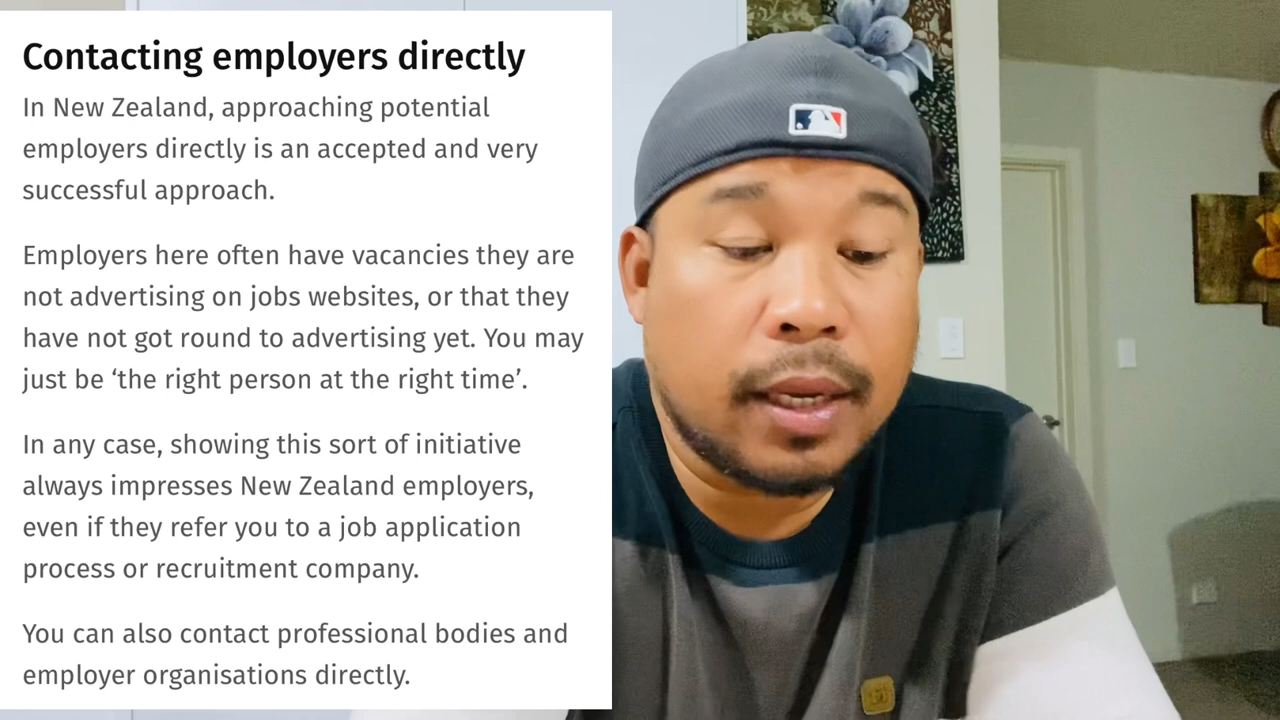 Contacting employers directly
In New Zealand, approaching potential
employers directly is an accepted and very
successful approach.
Employers here often have vacancies they are
not advertising on jobs websites, or that they
have not got round to advertising yet. You may
just be ‘the right person at the right time’.
In any case, showing this sort of initiative
always impresses New Zealand employers,
even if they refer you to a job application
process or recruitment company.
You can also contact professional bodies and
employer organisations directly.